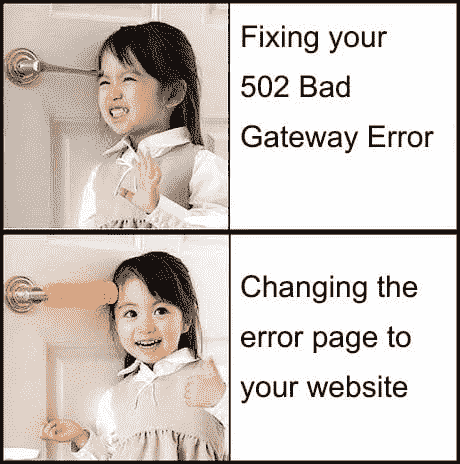 Fixing your
502 Bad
Gateway Error
Changing the
error page to
your website